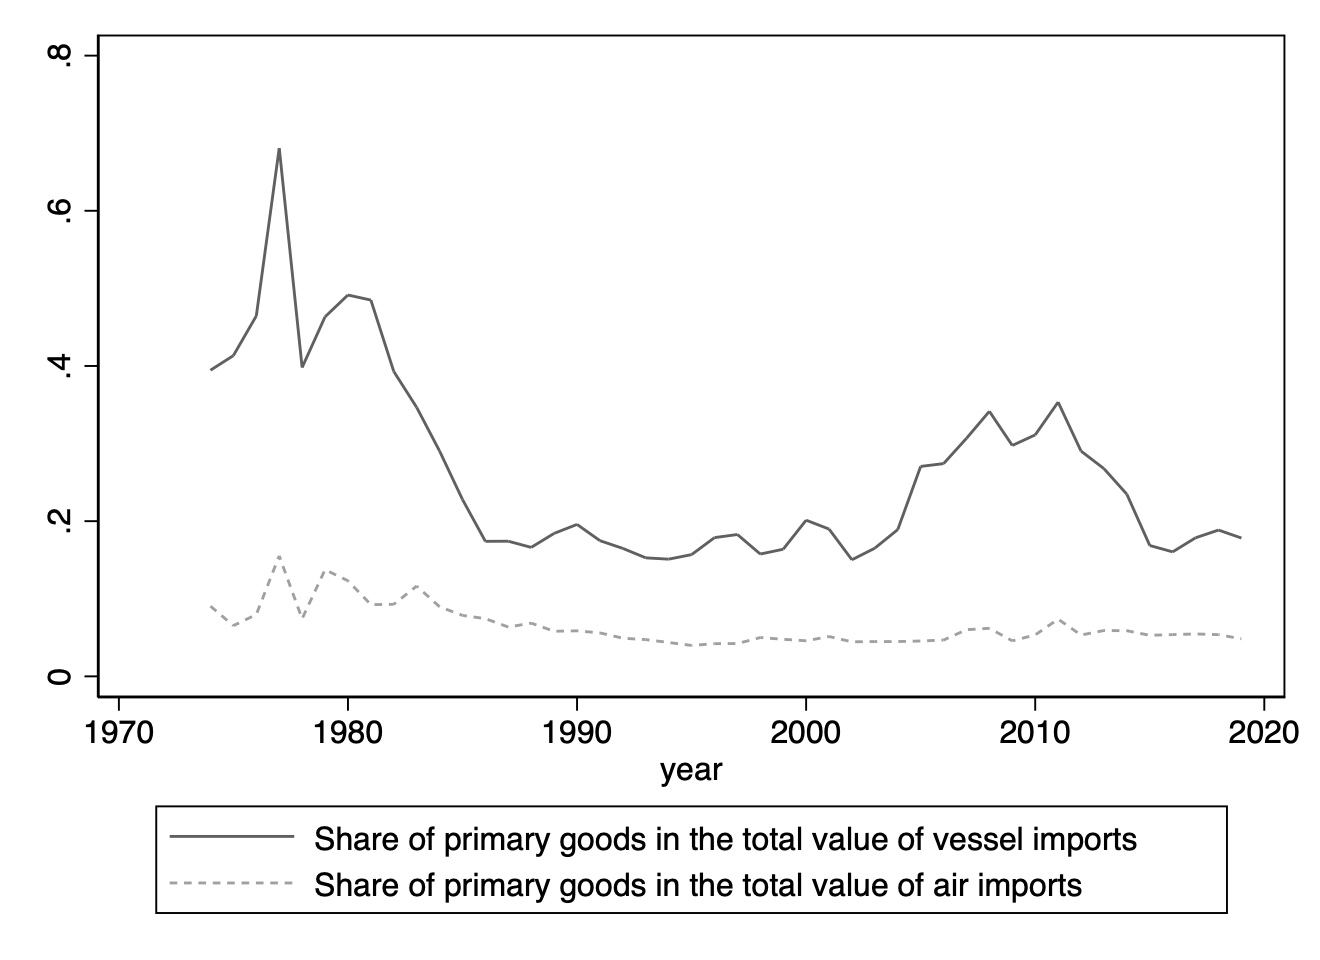 .8
.6
.4
.2
0
1970 1980 1990 2000 2010 2020
year
Share of primary goods in the total value of vessel imports
Share of primary goods in the total value of air imports